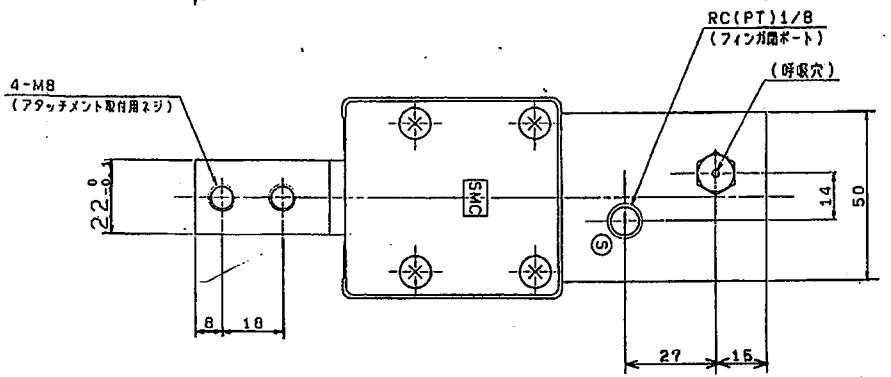 RC(PT)1/8
(フィンガ閉ポート)
(呼吸穴)
4-M8
(アタッチメント取付用ネジ)
22 0 -0.1
SMC
S
14
50
8
18
27
15